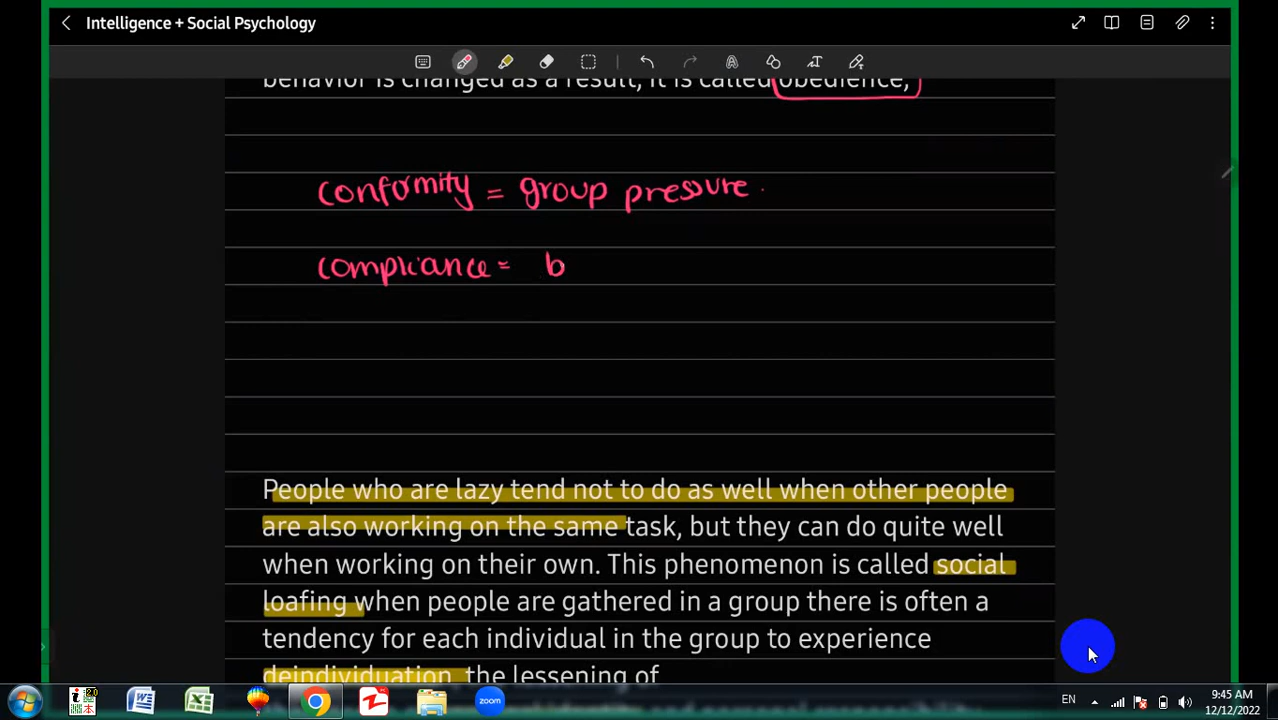 Intelligence + Social Psychology
behavior is changed as a result, it is called obedience,
conformity = group pressure.
compliance = b
People who are lazy tend not to do as well when other people
are also working on the same task, but they can do quite well
when working on their own. This phenomenon is called social
loafing when people are gathered in a group there is often a
tendency for each individual in the group to experience
deindividuation the lessening of
zoom
EN
9:45 AM
12/12/2022